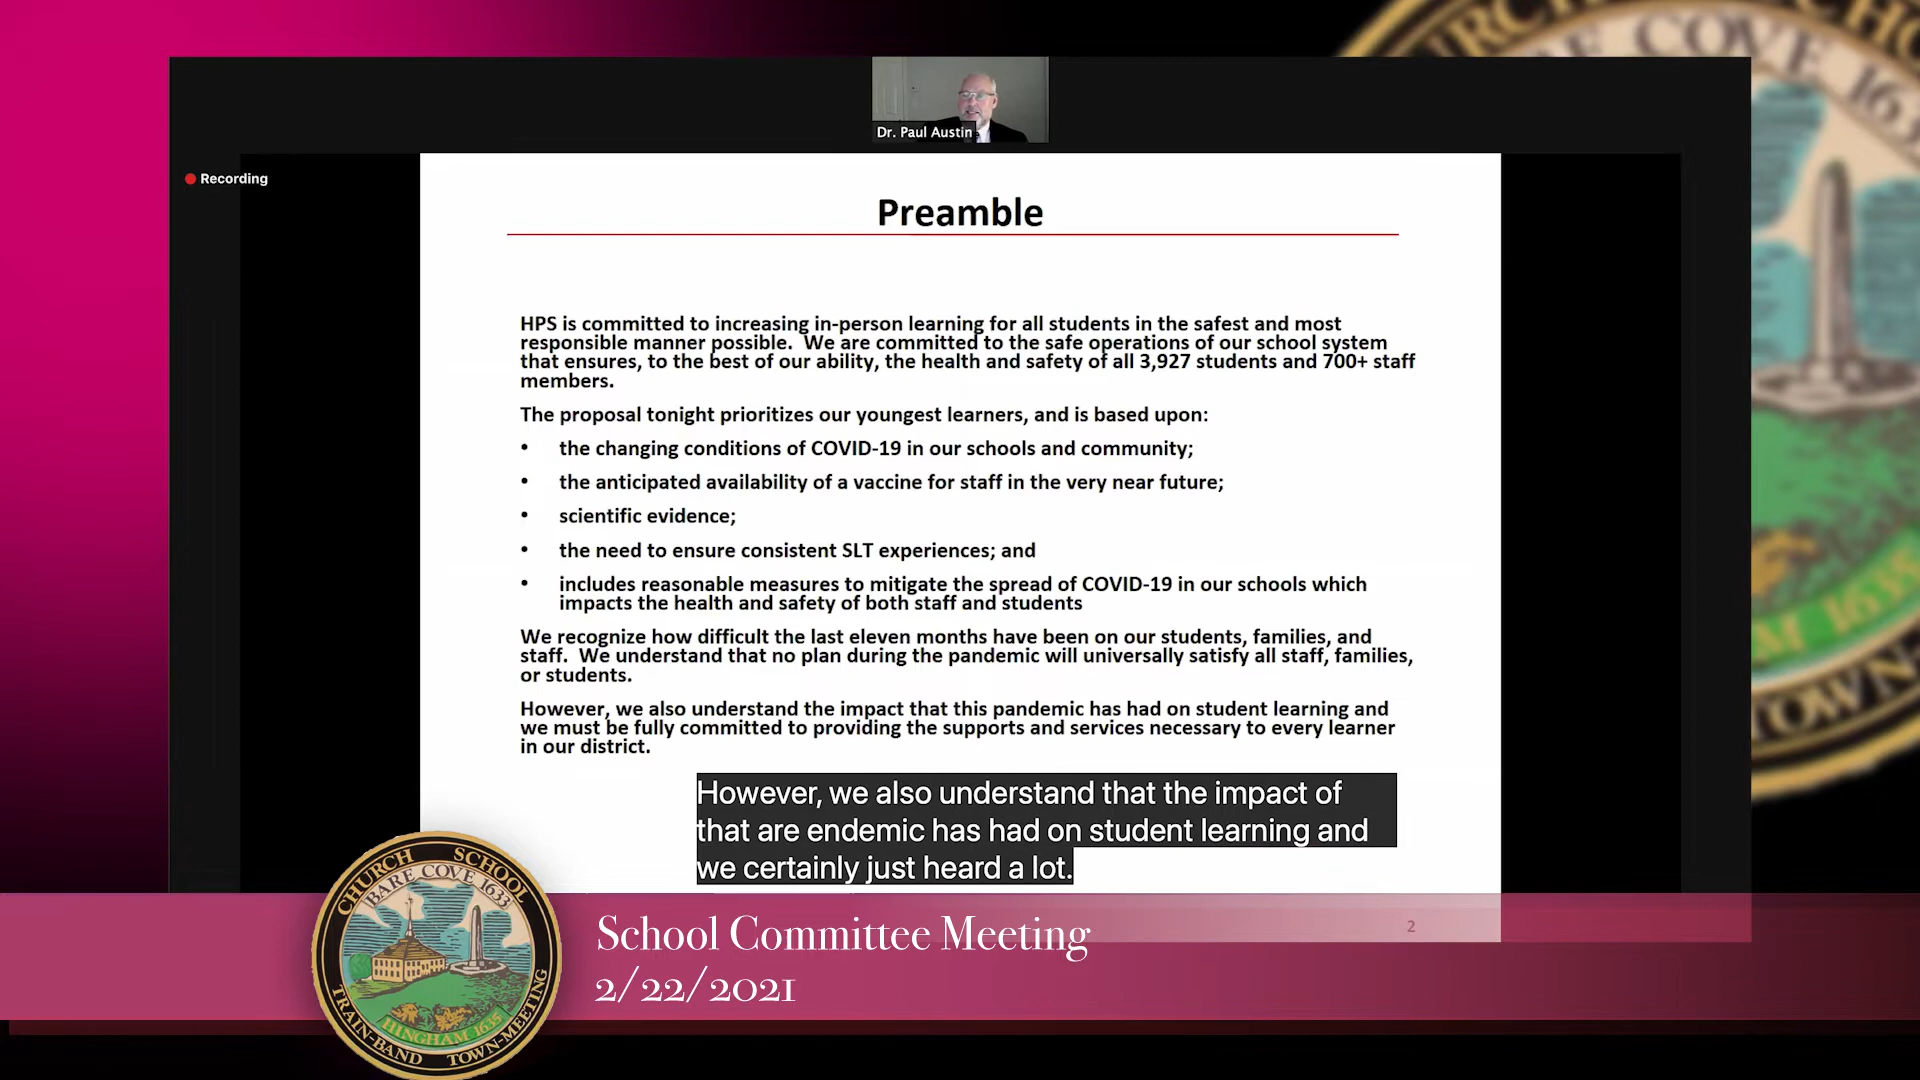 Dr. Paul Austin
Recording
Preamble
HPS is committed to increasing in-person learning for all students in the safest and most
responsible manner possible.  We are committed to the safe operations of our school system
that ensures, to the best of our ability, the health and safety of all 3,927 students and 700+ staff
members.
The proposal tonight prioritizes our youngest learners, and is based upon:
• the changing conditions of COVID-19 in our schools and community;
• the anticipated availability of a vaccine for staff in the very near future;
• scientific evidence;
• the need to ensure consistent SLT experiences; and
• includes reasonable measures to mitigate the spread of COVID-19 in our schools which
impacts the health and safety of both staff and students
We recognize how difficult the last eleven months have been on our students, families, and
staff.  We understand that no plan during the pandemic will universally satisfy all staff, families,
or students.
However, we also understand the impact that this pandemic has had on student learning and
we must be fully committed to providing the supports and services necessary to every learner
in our district.
However, we also understand that the impact of
that are endemic has had on student learning and
we certainly just heard a lot.
2
School Committee Meeting
2/22/2021
CHURCH SCHOOL
BARE COVE 1633
HINGHAM 1635
TRAIN-BAND TOWN-MEETING